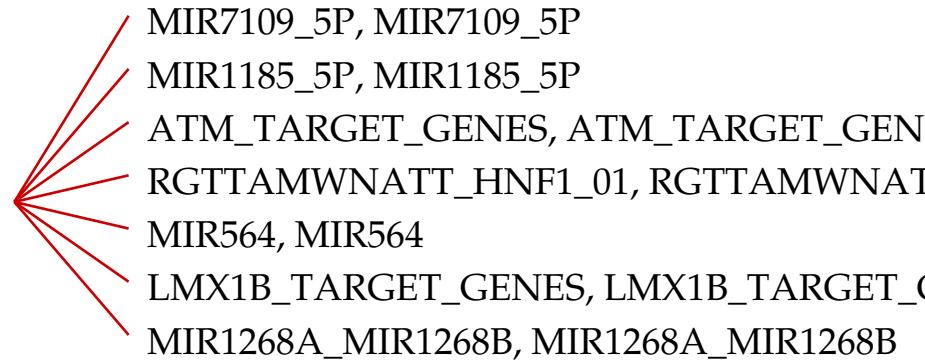 MIR7109_5P, MIR7109_5P
MIR1185_5P, MIR1185_5P
ATM_TARGET_GENES, ATM_TARGET_GEN
RGTTAMWNATT_HNF1_01, RGTTAMWNAT
MIR564, MIR564
LMX1B_TARGET_GENES, LMX1B_TARGET_
MIR1268A_MIR1268B, MIR1268A_MIR1268B